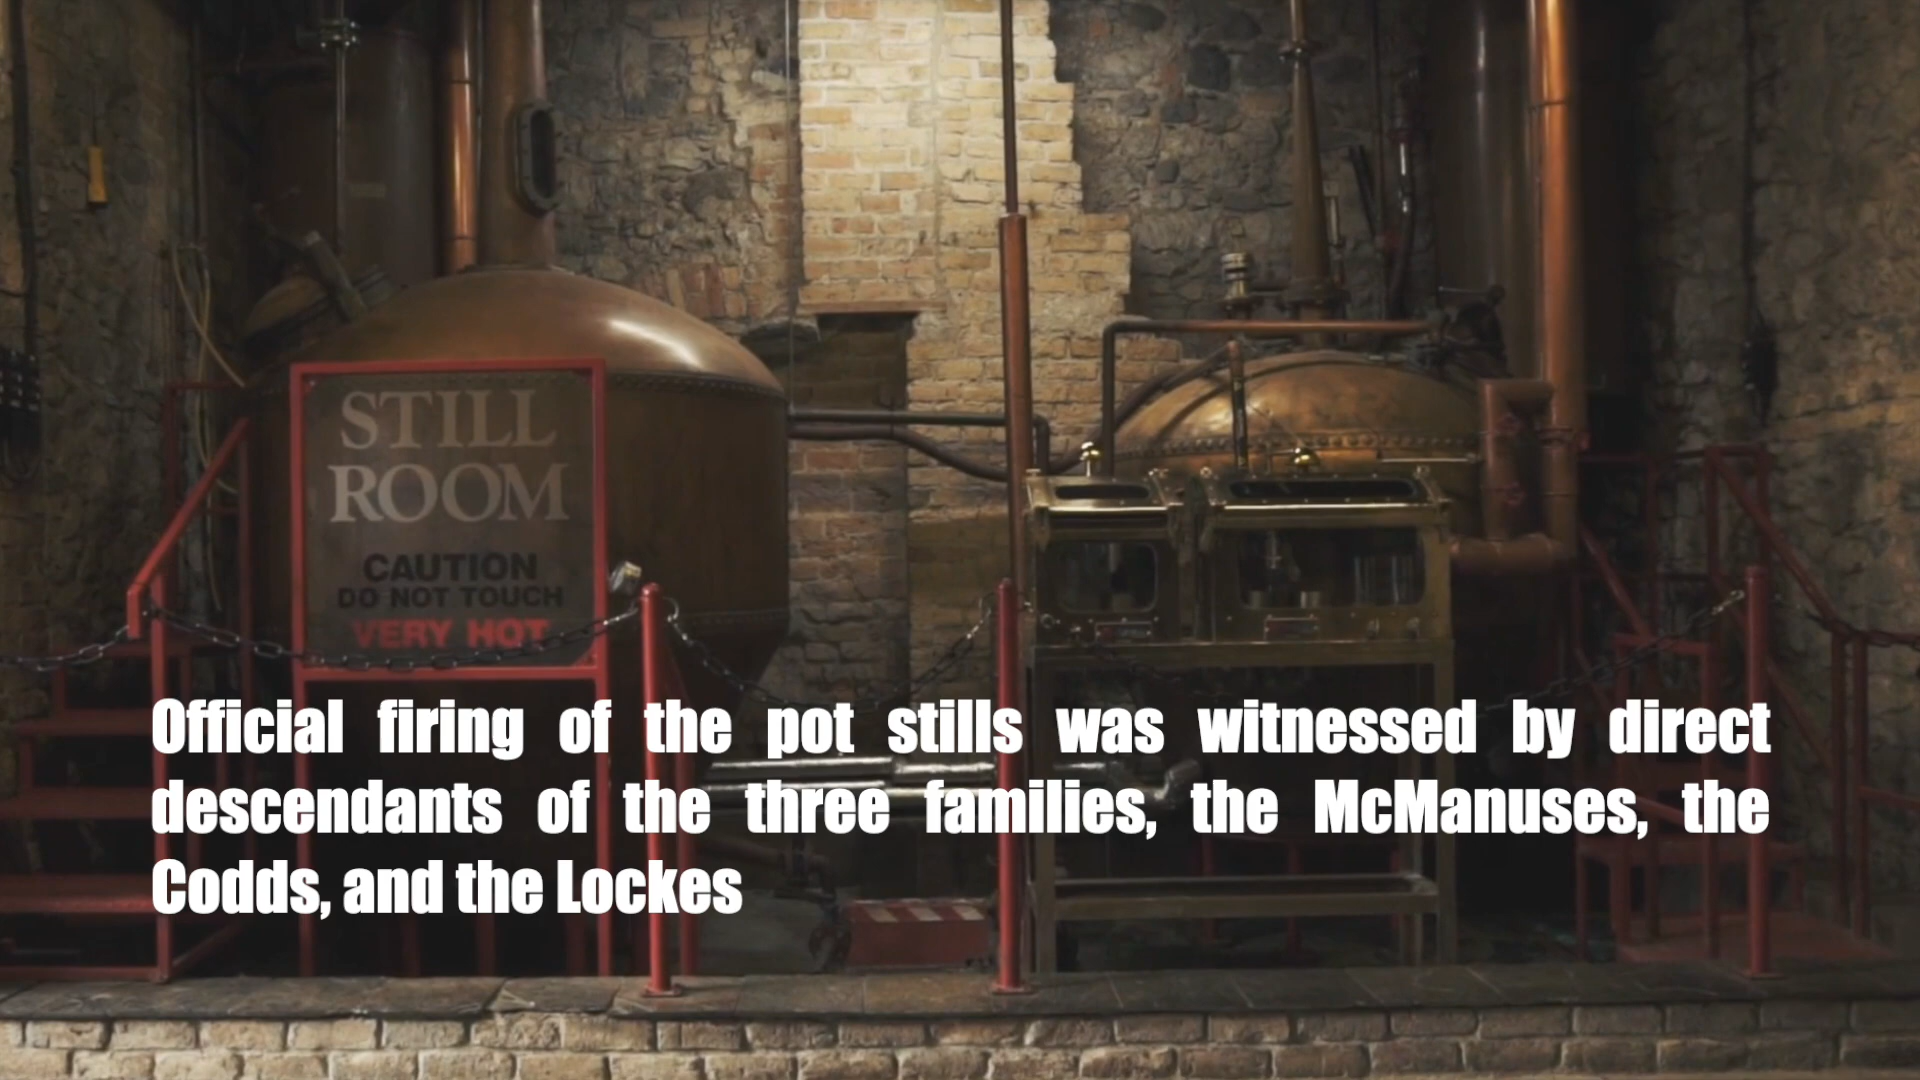 STILL
ROOM
CAUTION
DO NOT TOUCH
VERY HOT
Official firing of the pot stills was witnessed by direct
descendants of the three families, the McManuses, the
Codds, and the Lockes